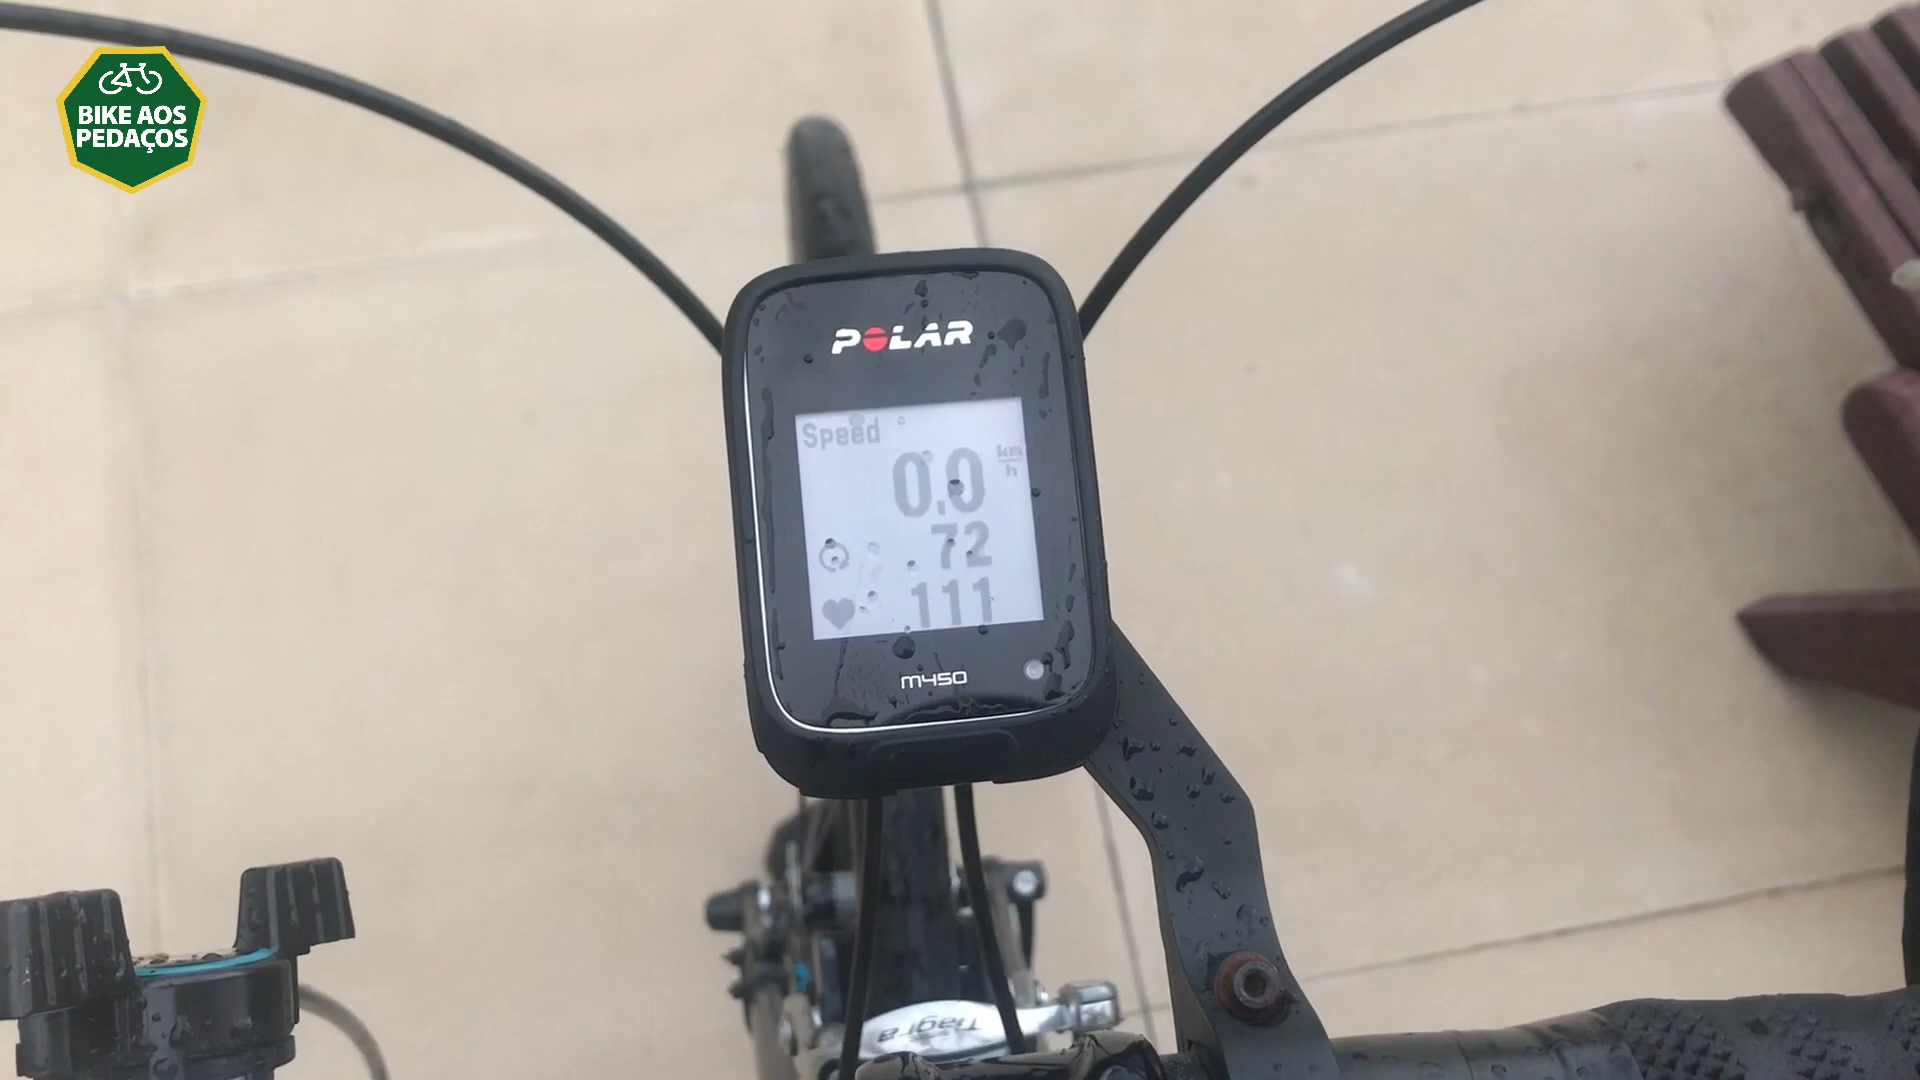 BIKE AOS
PEDAÇOS
POLAR
Speed
0.0 km/h
72
111
M450
Tiagra